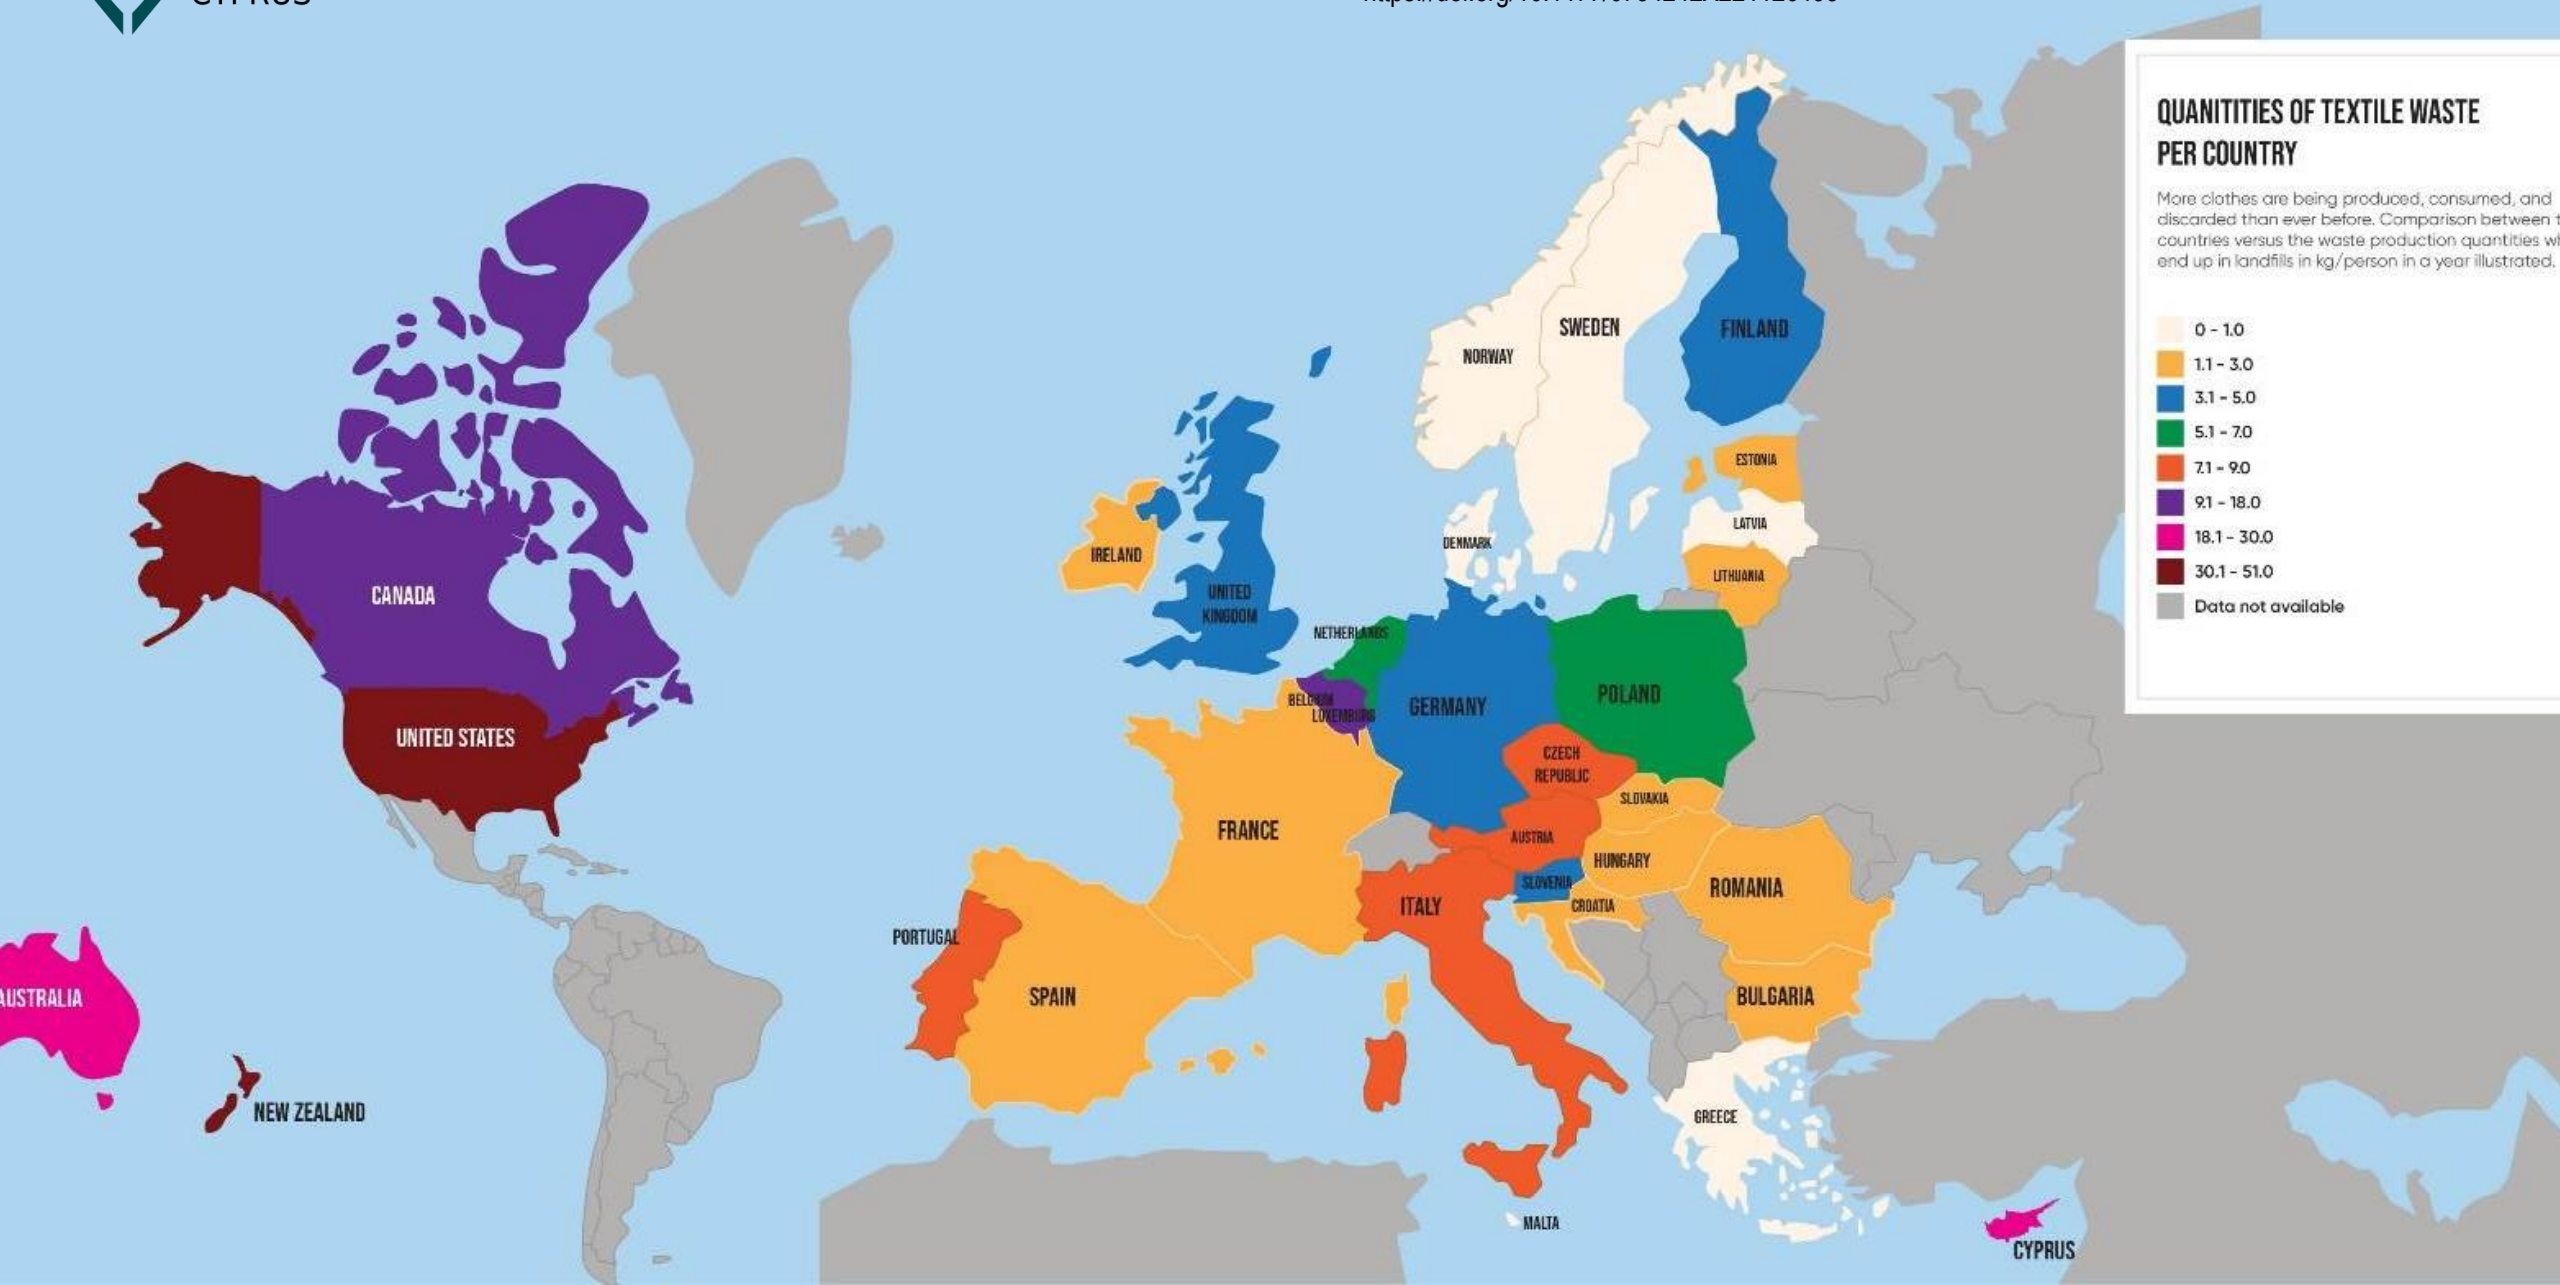 QUANITITIES OF TEXTILE WASTE
PER COUNTRY
More clothes are being produced, consumed, and
discarded than ever before. Comparison between
countries versus the waste production quantities
end up in landfills in kg/person in a year illustrated.
0 - 1.0
1.1 - 3.0
3.1 - 5.0
5.1 - 7.0
7.1 - 9.0
9.1 - 18.0
18.1 - 30.0
30.1 - 51.0
Data not available
NORWAY
SWEDEN
FINLAND
ESTONIA
LATVIA
LITHUANIA
DENMARK
IRELAND
UNITED
KINGDOM
NETHERLANDS
BELGIUM
LUXEMBURG
GERMANY
POLAND
CZECH
REPUBLIC
SLOVAKIA
AUSTRIA
HUNGARY
SLOVENIA
CROATIA
ROMANIA
BULGARIA
FRANCE
ITALY
PORTUGAL
SPAIN
GREECE
MALTA
CYPRUS
CANADA
UNITED STATES
AUSTRALIA
NEW ZEALAND